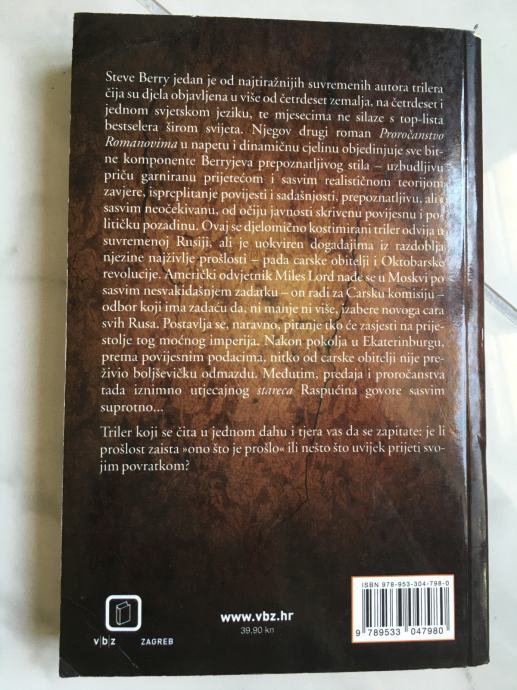 Steve Berry jedan je od najtiražnijih suvremenih autora trilera
čija su djela objavljena u više od četrdeset zemalja, na četrdeset i
jednom svjetskom jeziku, te mjesecima ne silaze s top-lista
bestselera širom svijeta. Njegov drugi roman Proročanstvo
Romanovima u napetu i dinamičnu cjelinu objedinjuje sve bit-
ne komponente Berryjeva prepoznatljivog stila – uzbudljivu
priču garniranu prijetećom i sasvim realističnom teorijom
zavjere, ispreplitanje povijesti i sadašnjosti, prepoznatljivu, ali i
sasvim neočekivanu, od očiju javnosti skrivenu povijesnu i po-
litičku pozadinu. Ovaj se djelomično kostimirani triler odvija u
suvremenoj Rusiji, ali je uokviren događajima iz razdoblja
njezine najživlje prošlosti – pada carske obitelji i Oktobarske
revolucije. Američki odvjetnik Miles Lord nađe se u Moskvi po
sasvim nesvakidašnjem zadatku – on radi za Carsku komisiju –
odbor koji ima zadaću da, ni manje ni više, izabere novoga cara
svih Rusa. Postavlja se, naravno, pitanje tko će zasjesti na prije-
stolje tog moćnog imperija. Nakon pokolja u Ekaterinburgu,
prema povijesnim podacima, nitko od carske obitelji nije pre-
živio boljševičku odmazdu. Međutim, predaja i proročanstva
tada iznimno utjecajnog stareca Raspućina govore sasvim
suprotno...
Triler koji se čita u jednom dahu i tjera vas da se zapitate: je li
prošlost zaista »ono što je prošlo« ili nešto što uvijek prijeti svo-
jim povratkom?
ISBN 978-953-304-798-0
9 789533 047980
www.vbz.hr
39,90 kn
v|b|z ZAGREB